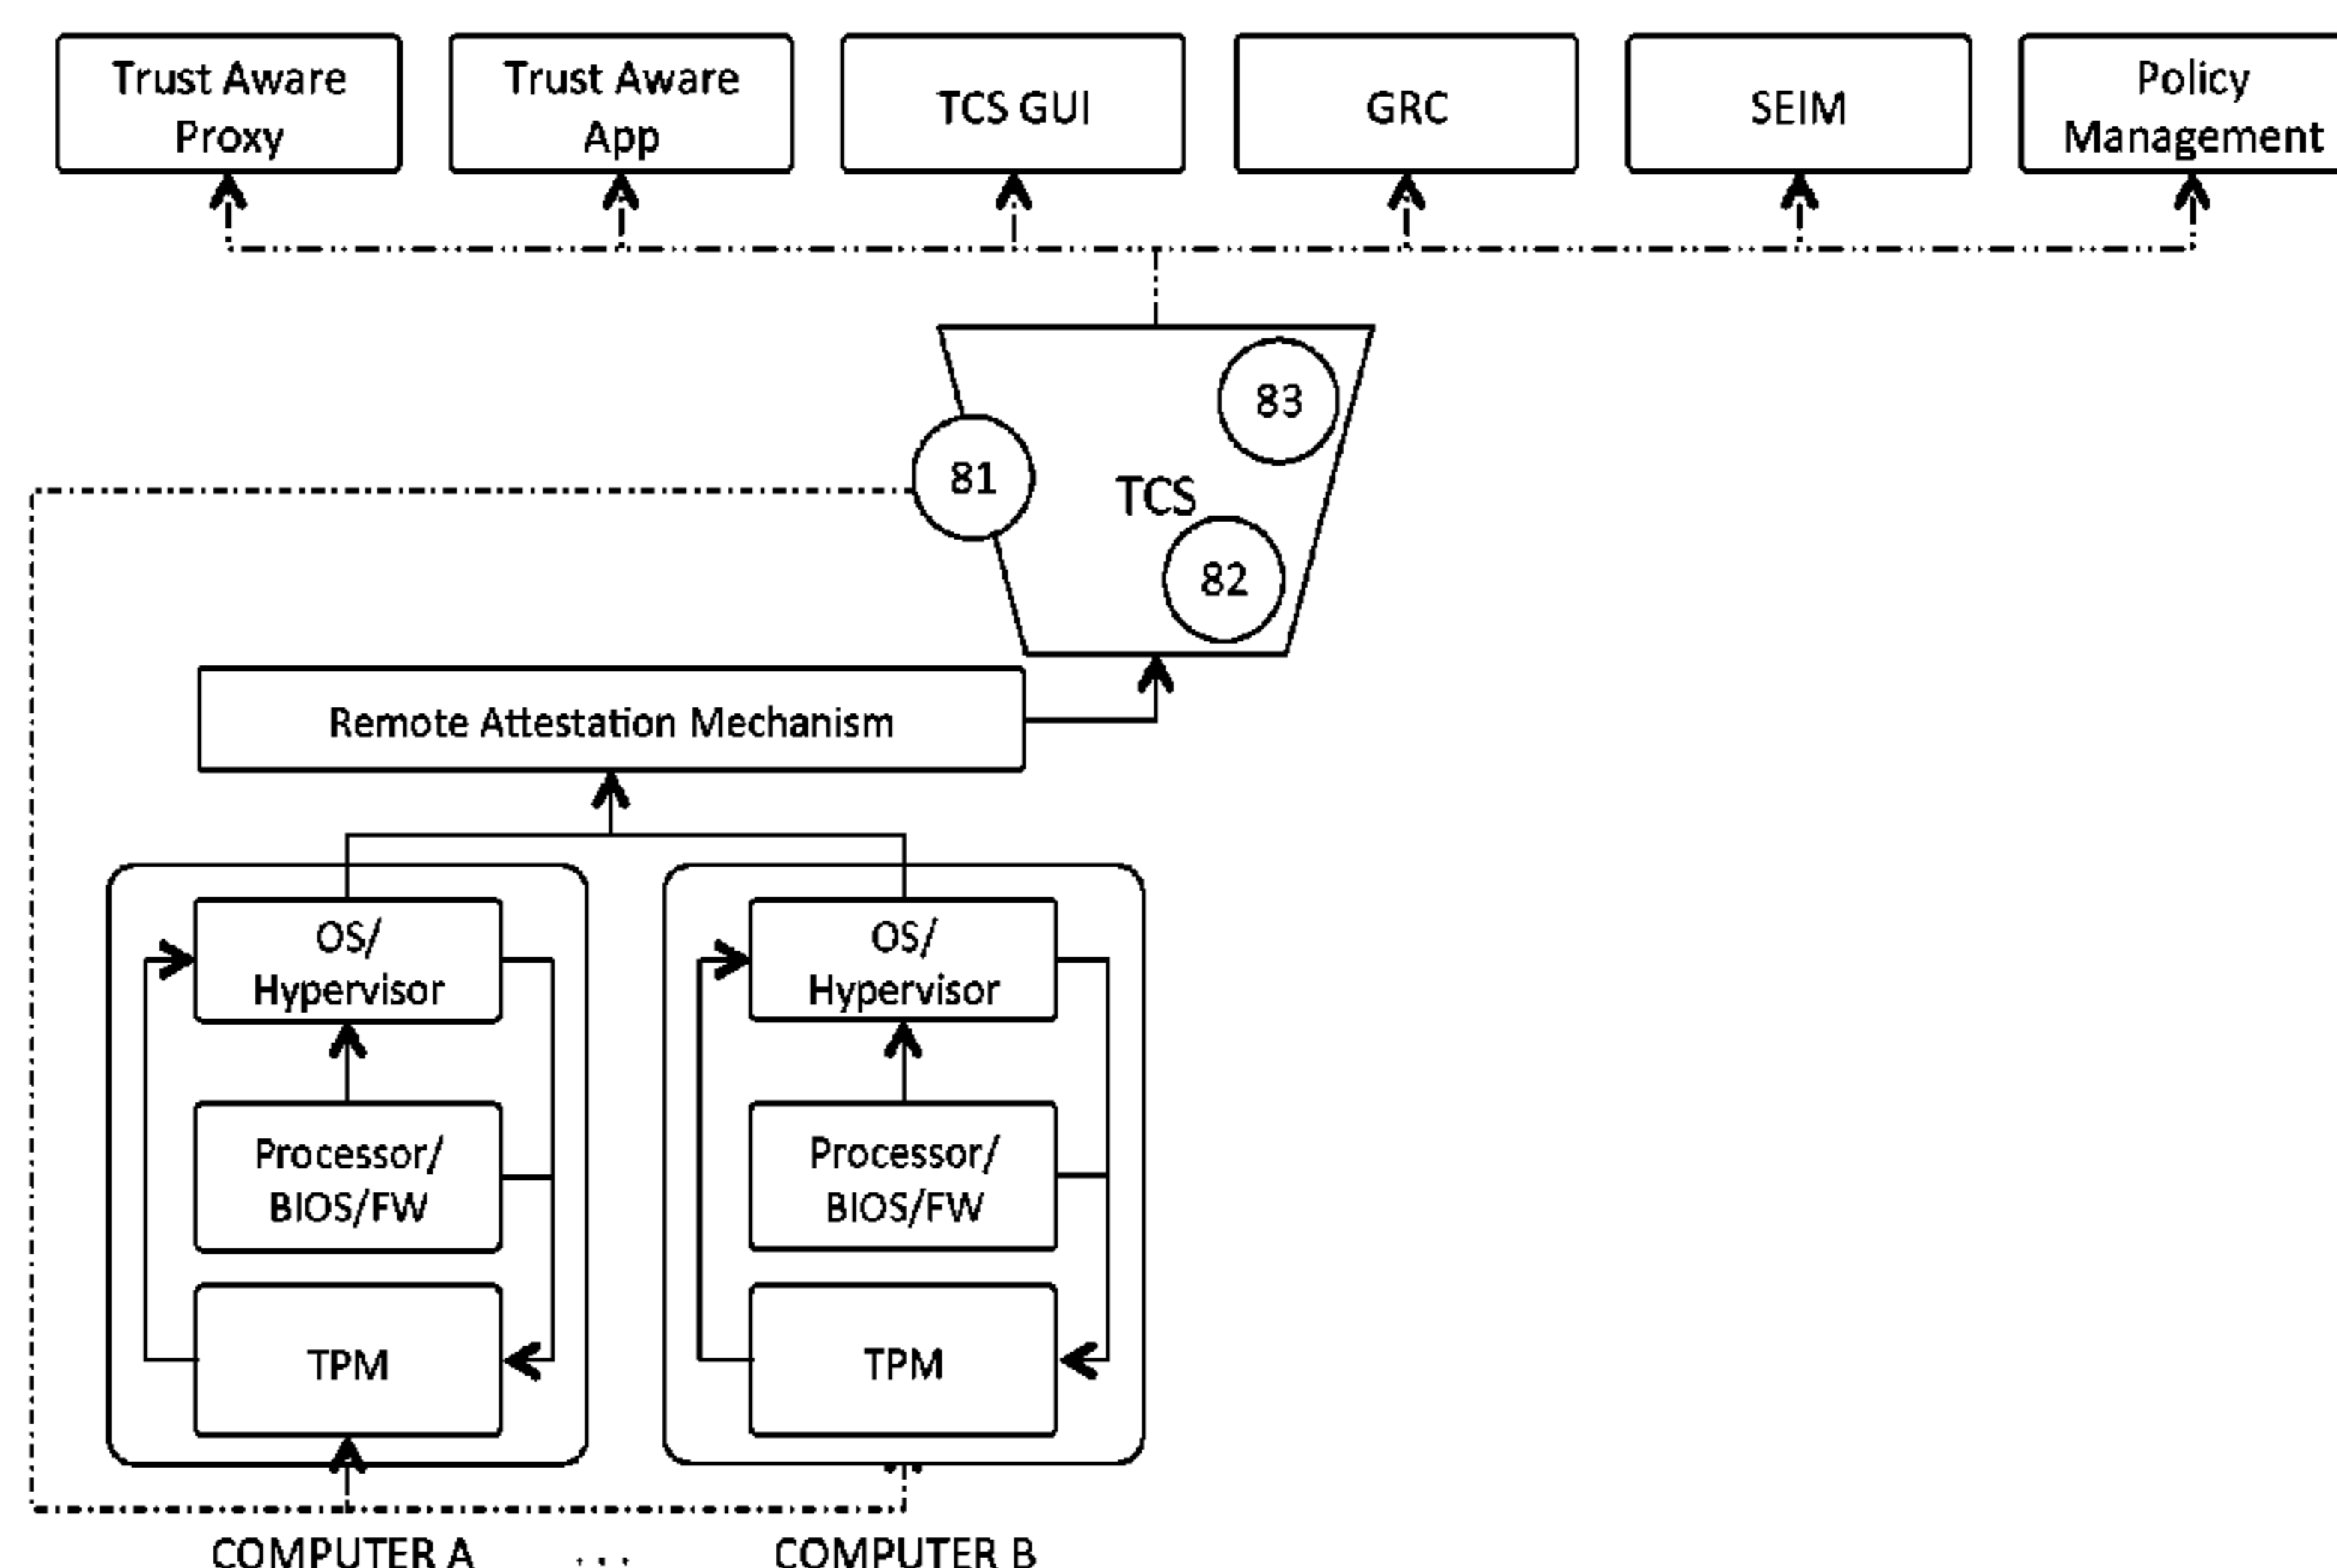 Trust Aware
Proxy
Trust Aware
App
TCS GUI
GRC
SEIM
Policy
Management
83
81
TCS
82
Remote Attestation Mechanism
OS/
Hypervisor
OS/
Hypervisor
Processor/
BIOS/FW
Processor/
BIOS/FW
TPM
TPM
COMPUTER A ... COMPUTER B